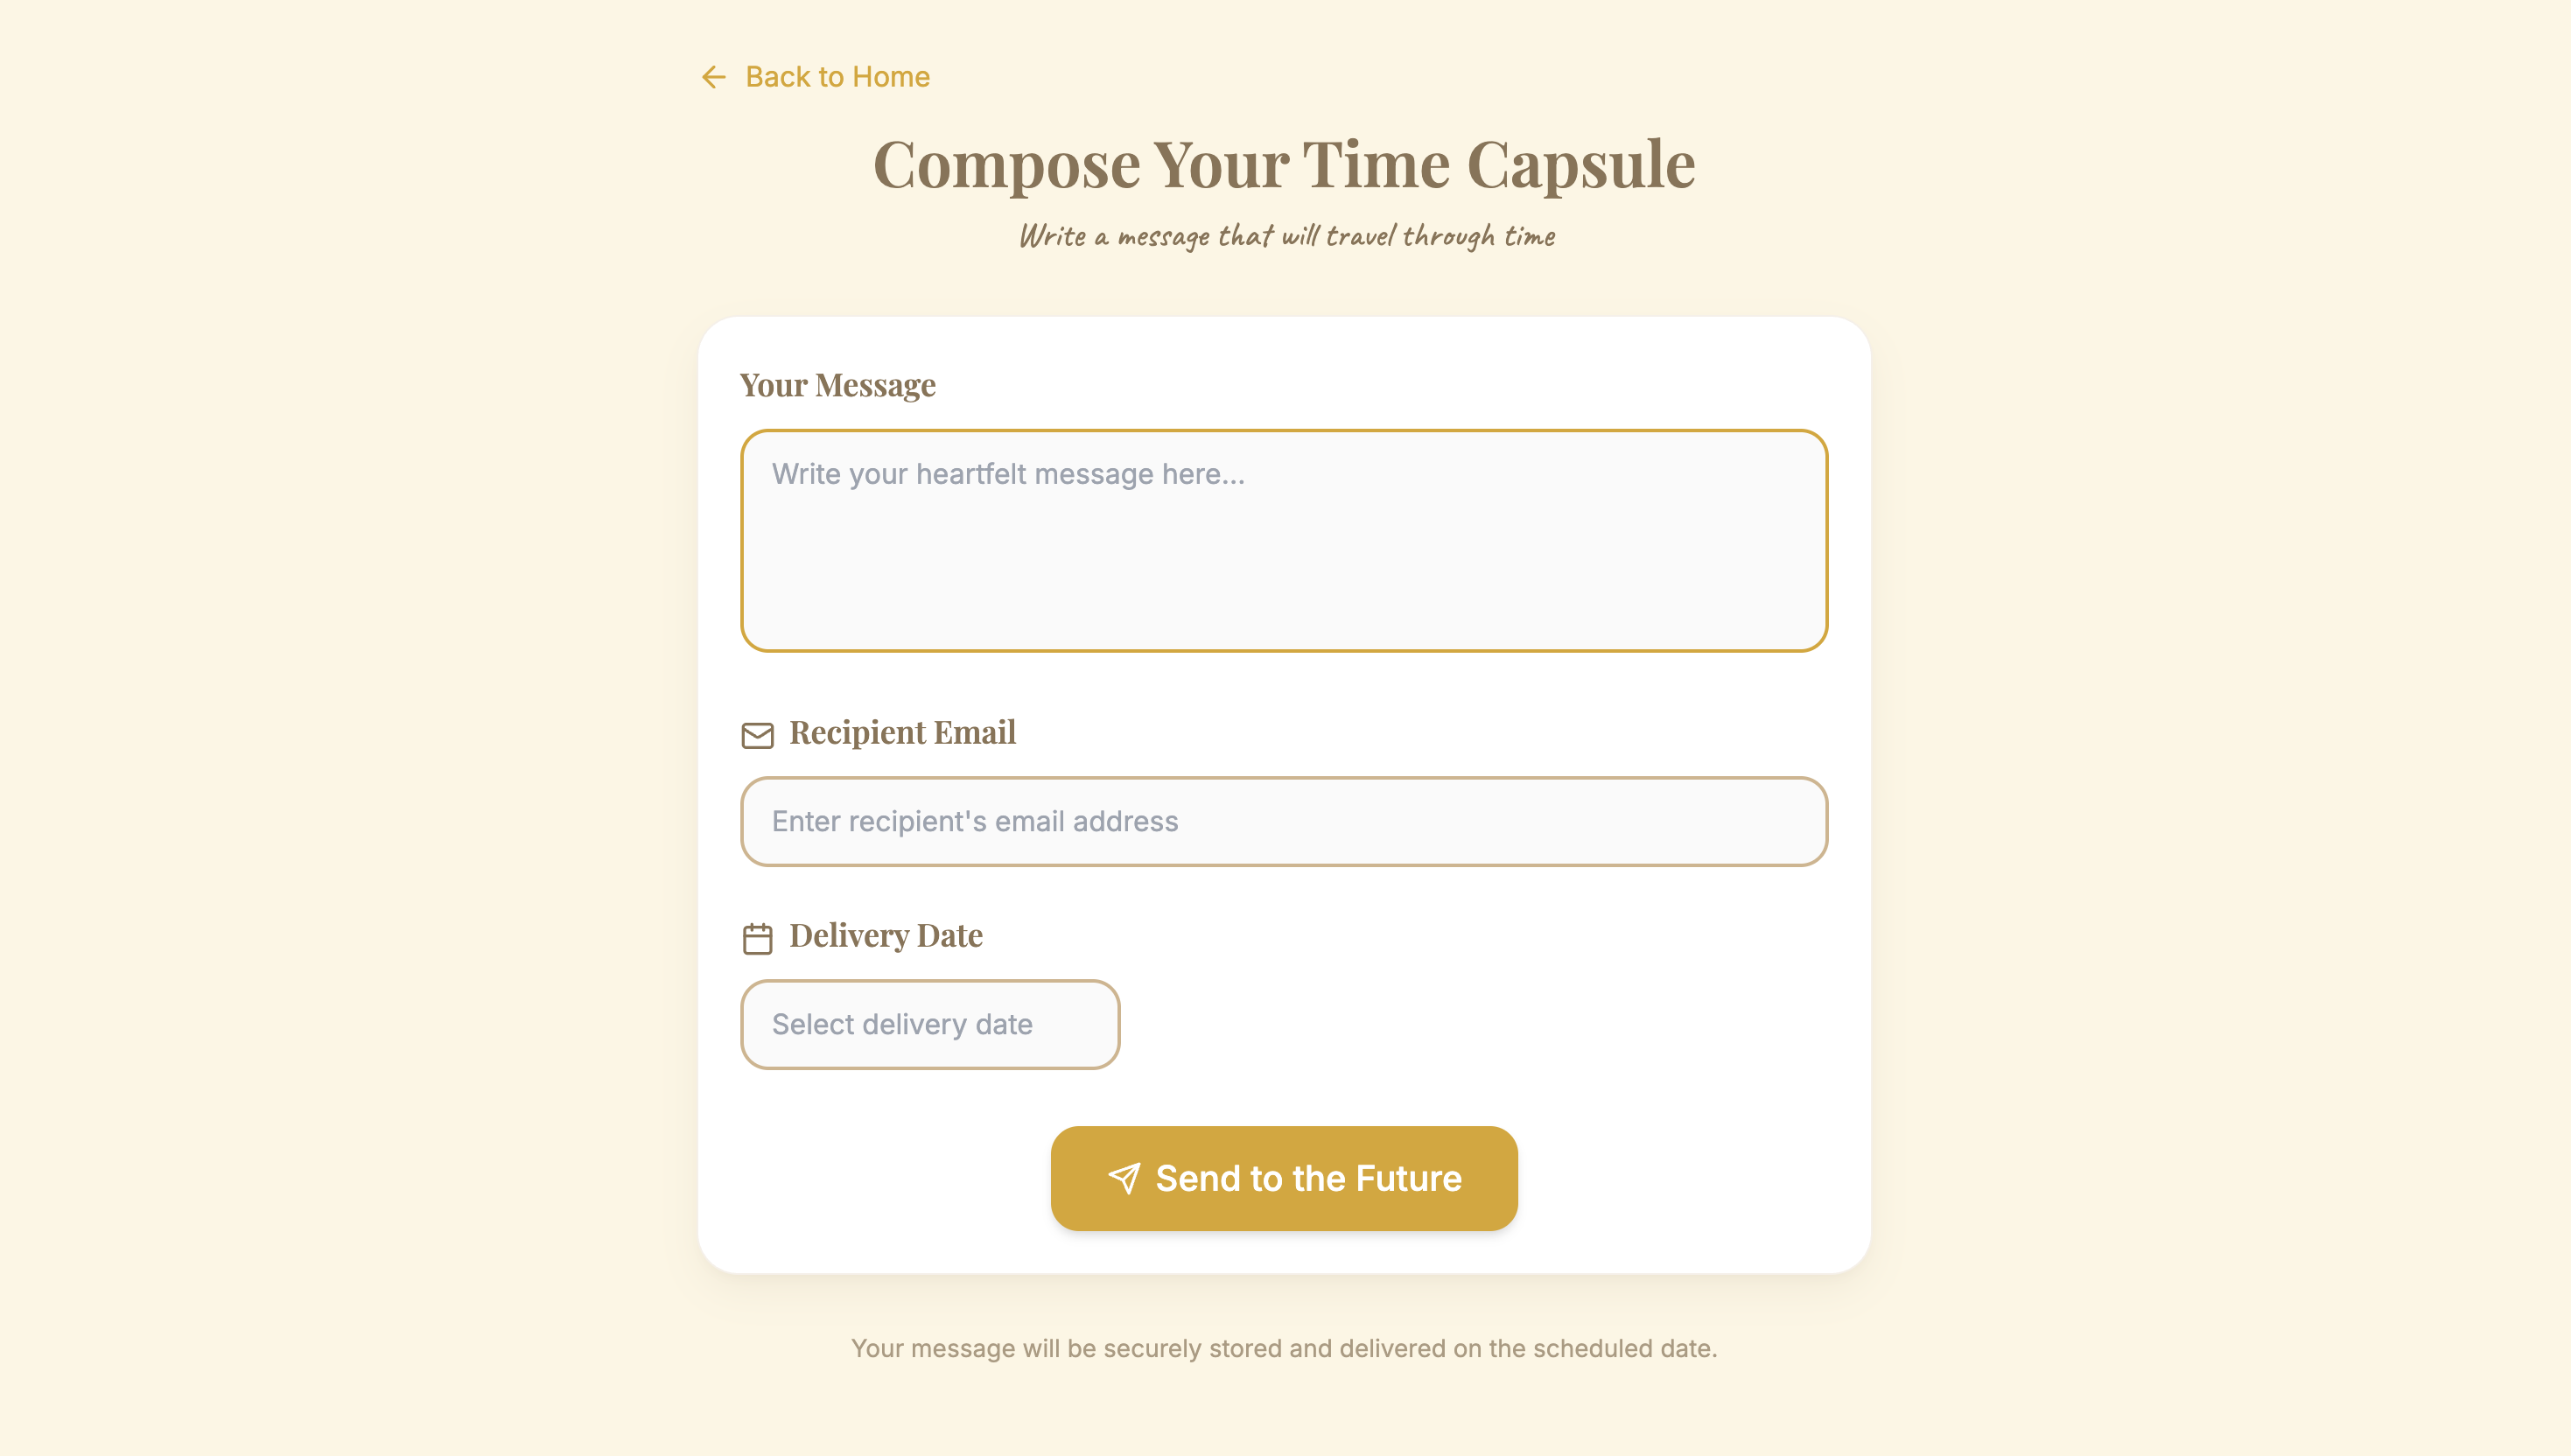 Back to Home
Compose Your Time Capsule
Write a message that will travel through time
Your Message
Write your heartfelt message here...
Recipient Email
Enter recipient's email address
Delivery Date
Select delivery date
Send to the Future
Your message will be securely stored and delivered on the scheduled date.